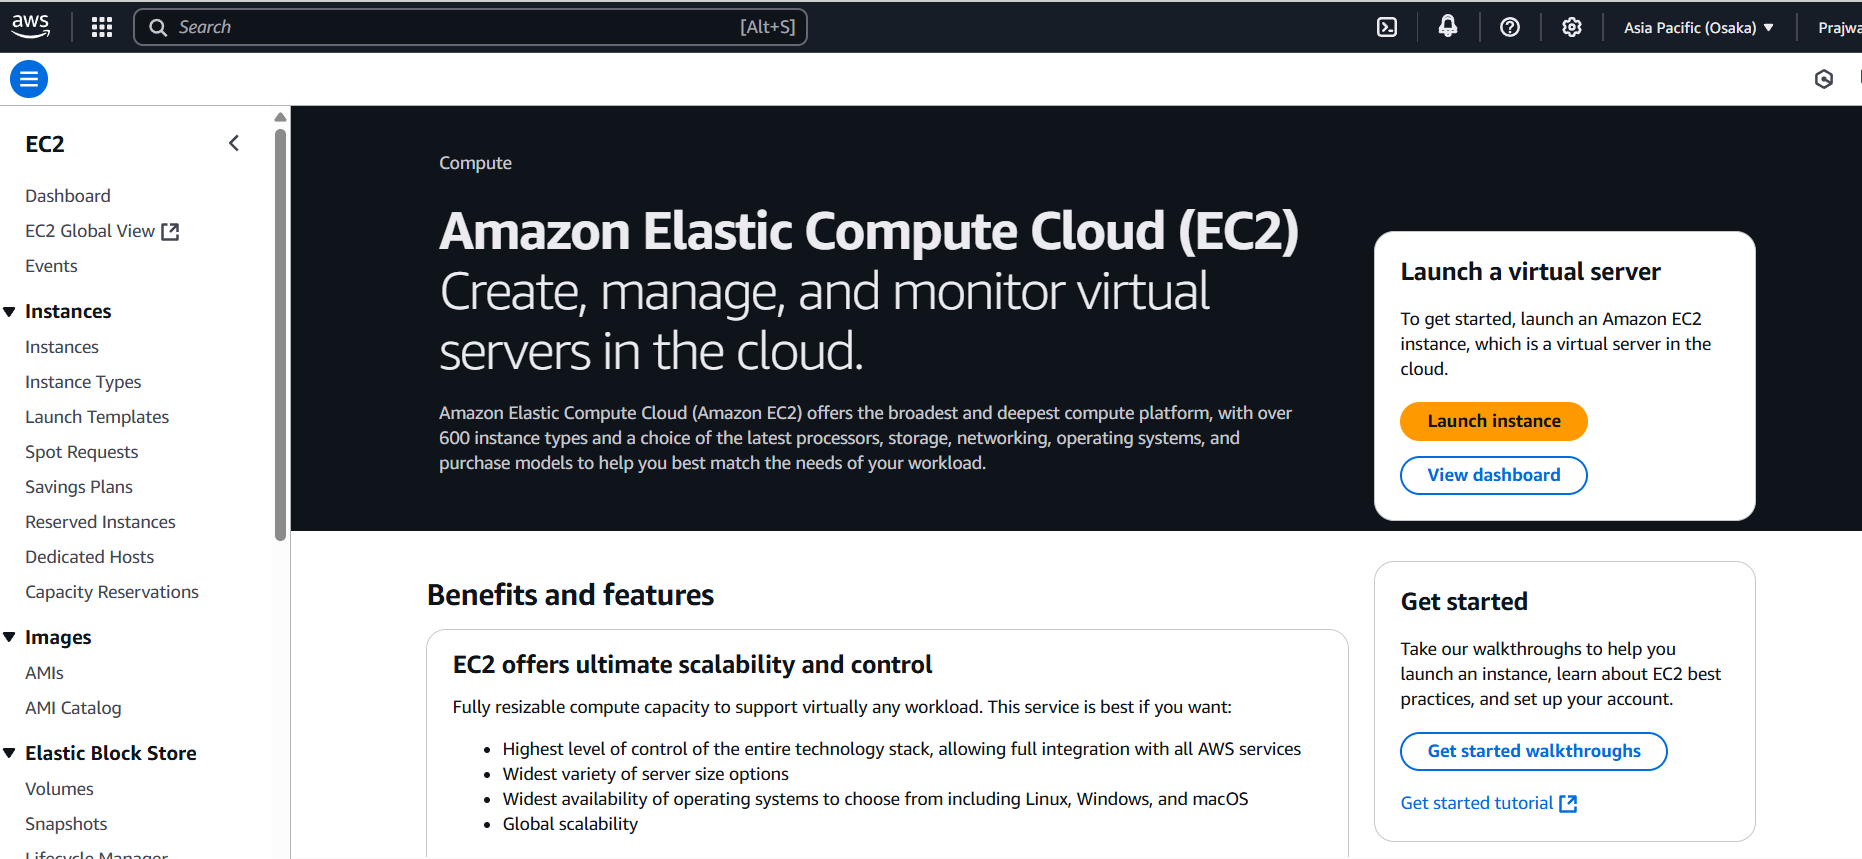 aws
Search [Alt+S]
Asia Pacific (Osaka)
EC2
Dashboard
EC2 Global View
Events
Instances
Instances
Instance Types
Launch Templates
Spot Requests
Savings Plans
Reserved Instances
Dedicated Hosts
Capacity Reservations
Images
AMIs
AMI Catalog
Elastic Block Store
Volumes
Snapshots
Lifecycle Manager
Compute
Amazon Elastic Compute Cloud (EC2)
Create, manage, and monitor virtual
servers in the cloud.
Amazon Elastic Compute Cloud (Amazon EC2) offers the broadest and deepest compute platform, with over
600 instance types and a choice of the latest processors, storage, networking, operating systems, and
purchase models to help you best match the needs of your workload.
Launch a virtual server
To get started, launch an Amazon EC2
instance, which is a virtual server in the
cloud.
Launch instance
View dashboard
Benefits and features
EC2 offers ultimate scalability and control
Fully resizable compute capacity to support virtually any workload. This service is best if you want:
• Highest level of control of the entire technology stack, allowing full integration with all AWS services
• Widest variety of server size options
• Widest availability of operating systems to choose from including Linux, Windows, and macOS
• Global scalability
Get started
Take our walkthroughs to help you
launch an instance, learn about EC2 best
practices, and set up your account.
Get started walkthroughs
Get started tutorial